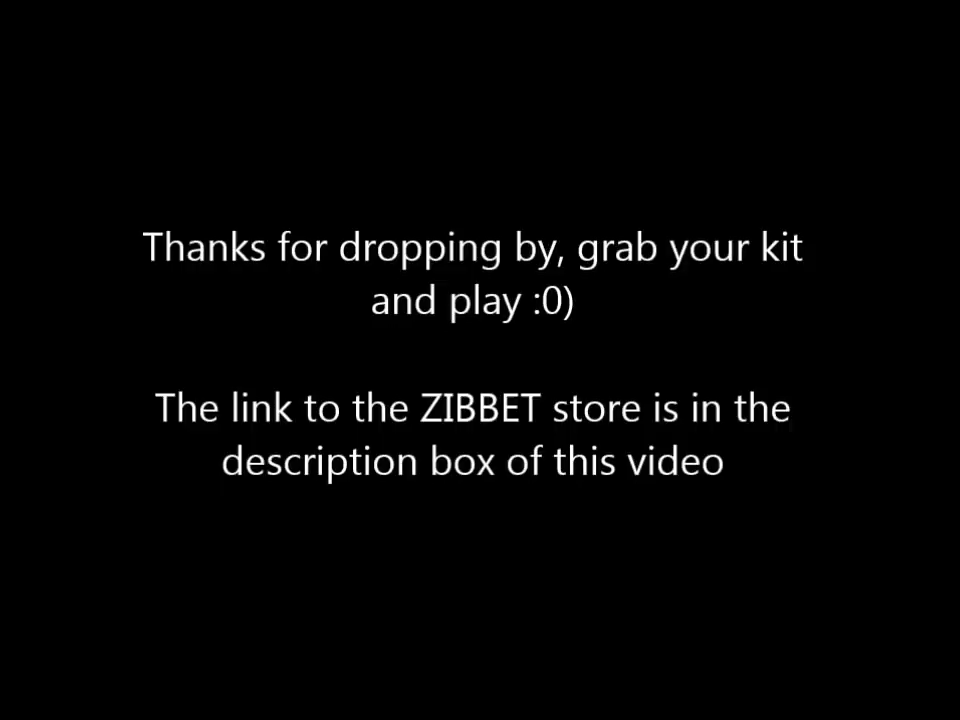 Thanks for dropping by, grab your kit
and play :0)
The link to the ZIBBET store is in the
description box of this video